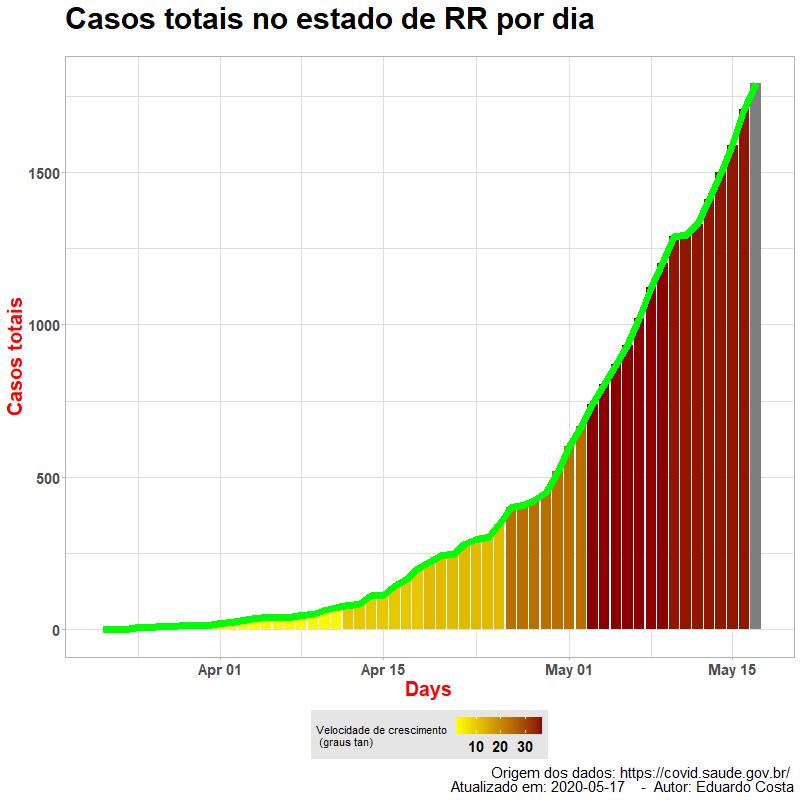 Casos totais no estado de RR por dia
Casos totais
1500
1000
500
0
Apr 01 Apr 15 May 01 May 15
Days
Velocidade de crescimento
(graus tan)
10 20 30
Origem dos dados: https://covid.saude.gov.br/
Atualizado em: 2020-05-17 - Autor: Eduardo Costa